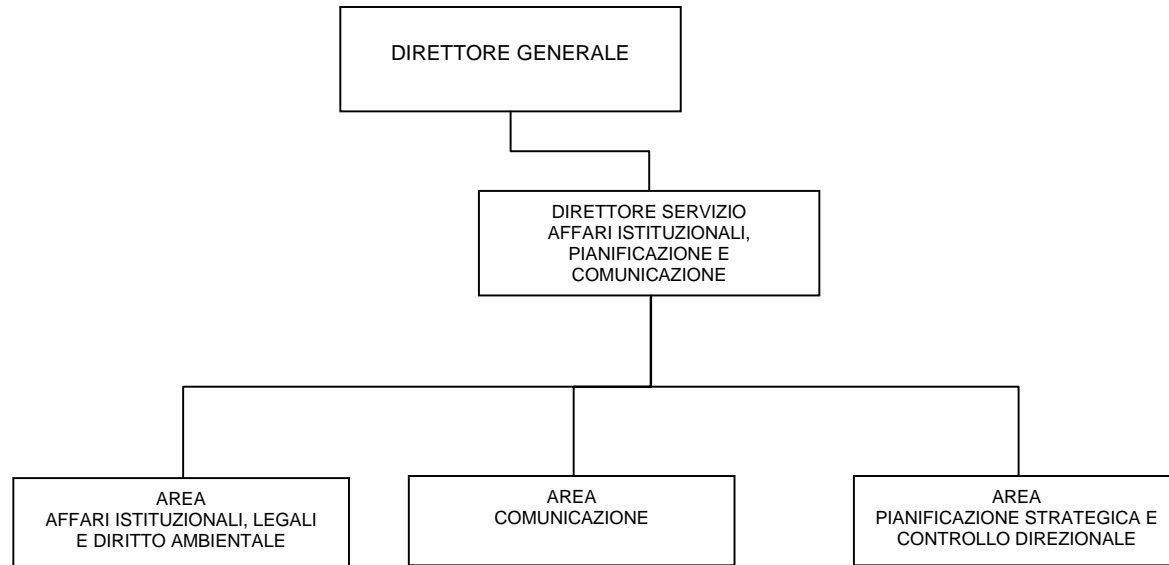 DIRETTORE GENERALE
DIRETTORE SERVIZIO
AFFARI ISTITUZIONALI,
PIANIFICAZIONE E
COMUNICAZIONE
AREA
AFFARI ISTITUZIONALI, LEGALI
E DIRITTO AMBIENTALE
AREA
COMUNICAZIONE
AREA
PIANIFICAZIONE STRATEGICA E
CONTROLLO DIREZIONALE